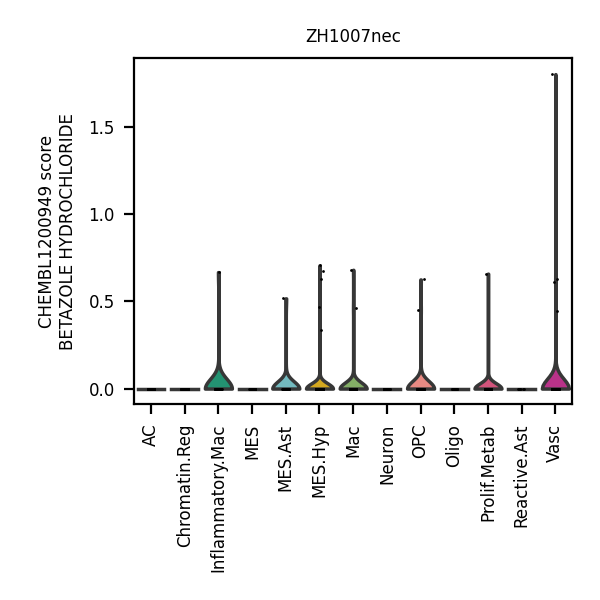 ZH1007nec
CHEMBL1200949 score
BETAZOLE HYDROCHLORIDE
1.5
1.0
0.5
0.0
AC
Chromatin.Reg
Inflammatory.Mac
MES
MES.Ast
MES.Hyp
Mac
Neuron
OPC
Oligo
Prolif.Metab
Reactive.Ast
Vasc